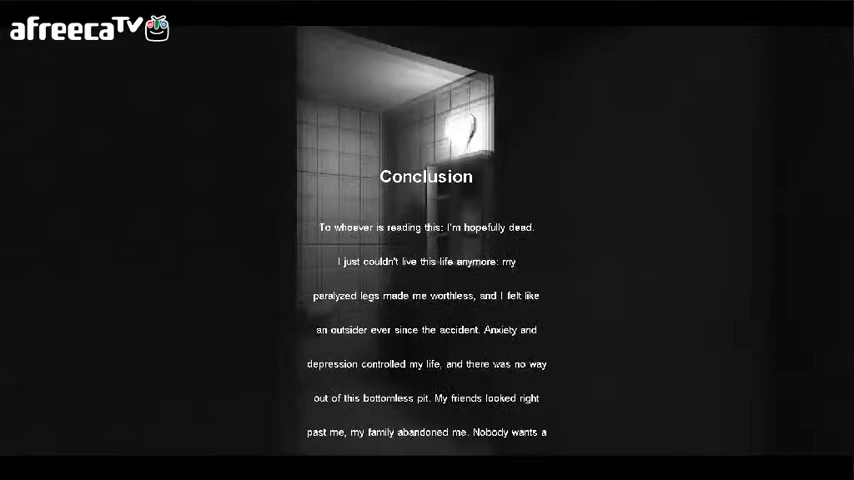 afreecaTV
Conclusion
To whoever is reading this: I'm hopefully dead.
I just couldn't live this life anymore: my
paralyzed legs made me worthless, and I felt like
an outsider ever since the accident. Anxiety and
depression controlled my life, and there was no way
out of this bottomless pit. My friends looked right
past me, my family abandoned me. Nobody wants a